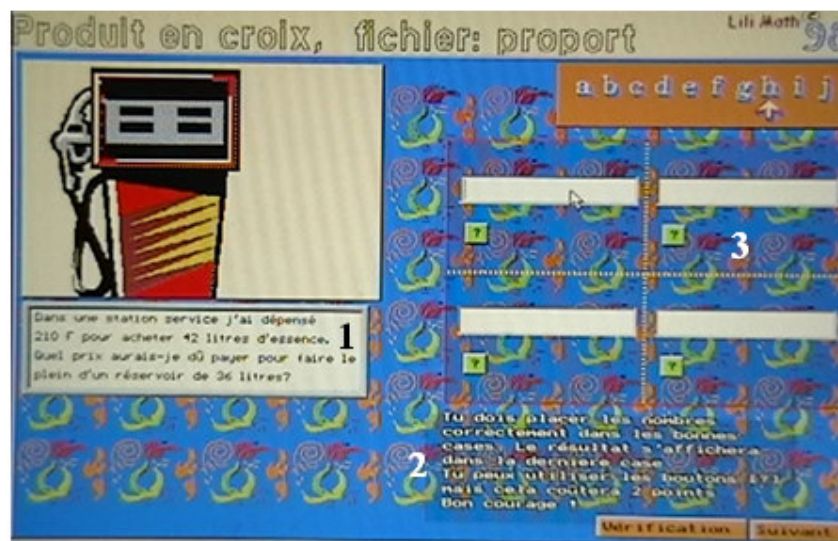 Produit en croix, fichier: proport
Lili Math'e
98
a b c d e f g h i j
? ?
3
Dans une station service j'ai dépensé
210 F pour acheter 42 litres d'essence.
Quel prix aurais-je dû payer pour faire le
plein d'un réservoir de 36 litres?
1
? ?
2
Tu dois placer les nombres
correctement dans les bonnes
cases. Le résultat s'affichera
dans la dernière case
Tu peux utiliser les boutons [?]
mais cela coûtera 2 points
Bon courage !
Vérification Suivant